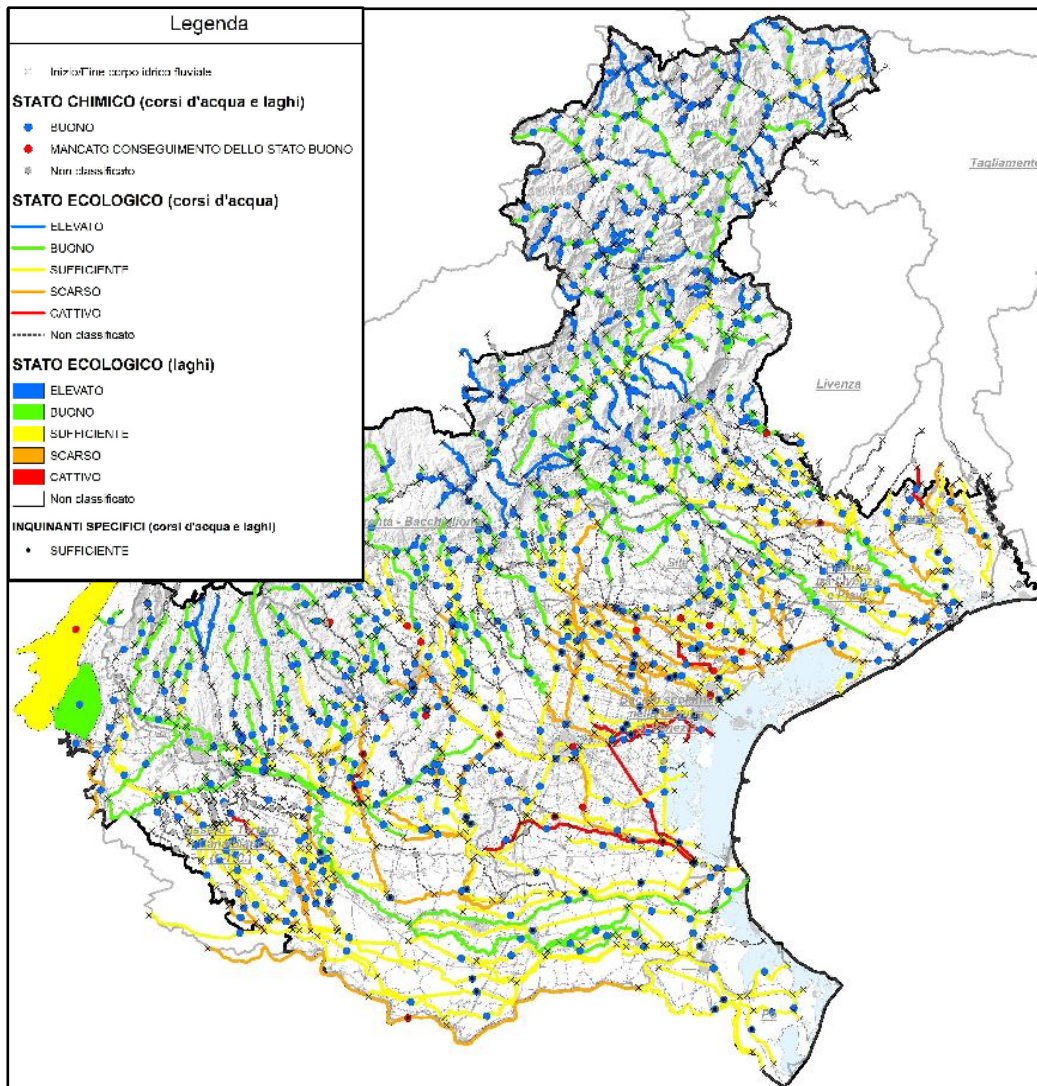 Legenda
Inizio/Fine corpo idrico fluviale
STATO CHIMICO (corsi d'acqua e laghi)
BUONO
MANCATO CONSEGUIMENTO DELLO STATO BUONO
Non classificato
STATO ECOLOGICO (corsi d'acqua)
ELEVATO
BUONO
SUFFICIENTE
SCARSO
CATTIVO
Non classificato
STATO ECOLOGICO (laghi)
ELEVATO
BUONO
SUFFICIENTE
SCARSO
CATTIVO
Non classificato
INQUINANTI SPECIFICI (corsi d'acqua e laghi)
SUFFICIENTE
Tagliamento
Livenza
- Bacchiglione
Sile
Po